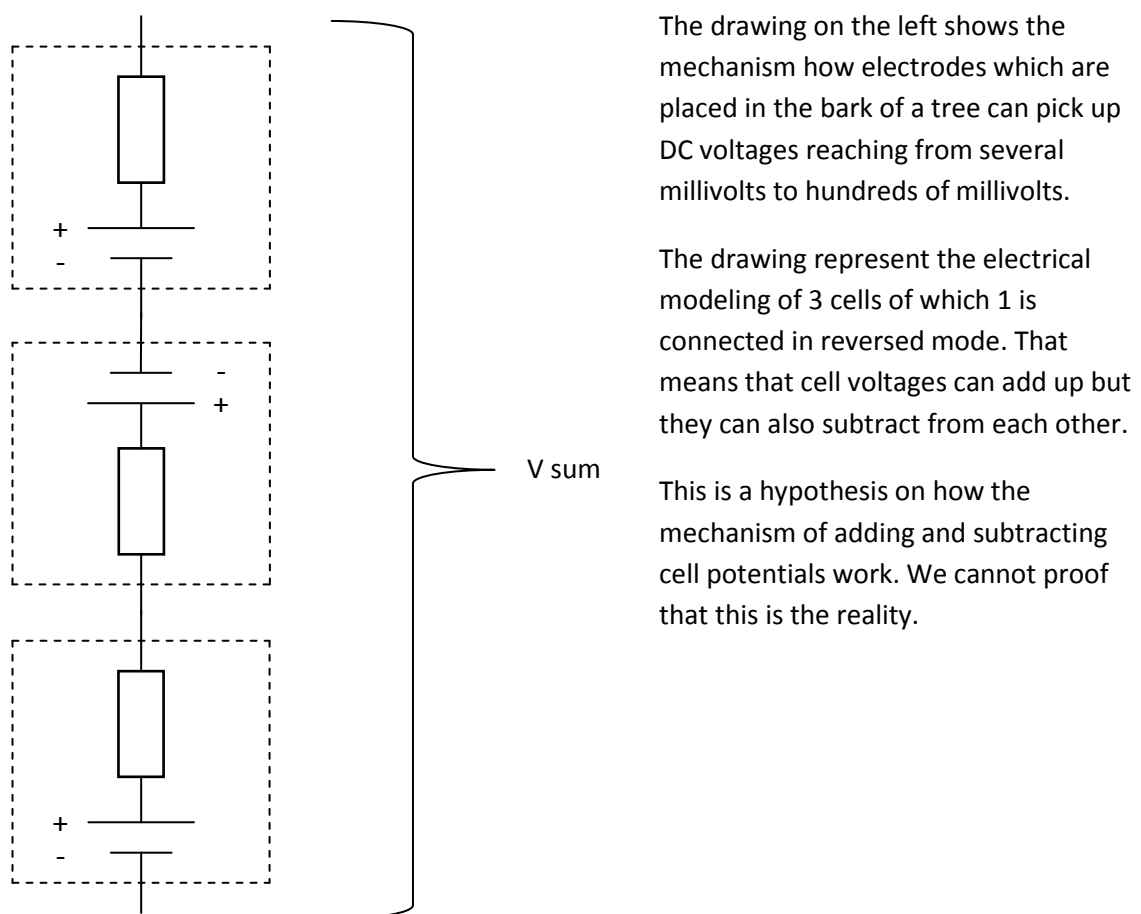 +
-
-
+
+
-
V sum
The drawing on the left shows the
mechanism how electrodes which are
placed in the bark of a tree can pick up
DC voltages reaching from several
millivolts to hundreds of millivolts.
The drawing represent the electrical
modeling of 3 cells of which 1 is
connected in reversed mode. That
means that cell voltages can add up but
they can also subtract from each other.
This is a hypothesis on how the
mechanism of adding and subtracting
cell potentials work. We cannot proof
that this is the reality.